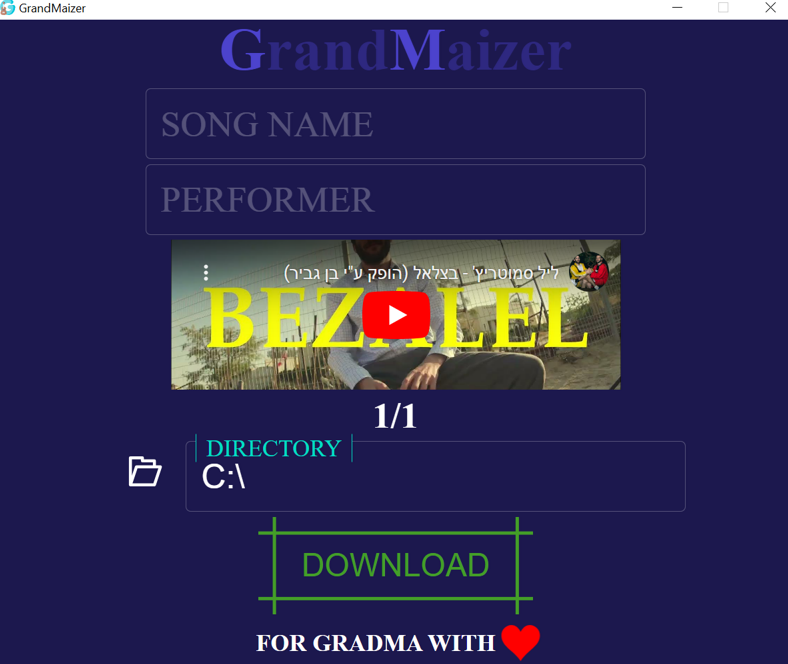 GrandMaizer
GrandMaizer
SONG NAME
PERFORMER
ליל סמוטריץ' - בצלאל (הופק ע"י בן גביר)
BEZALEL
1/1
DIRECTORY
C:\
DOWNLOAD
FOR GRADMA WITH